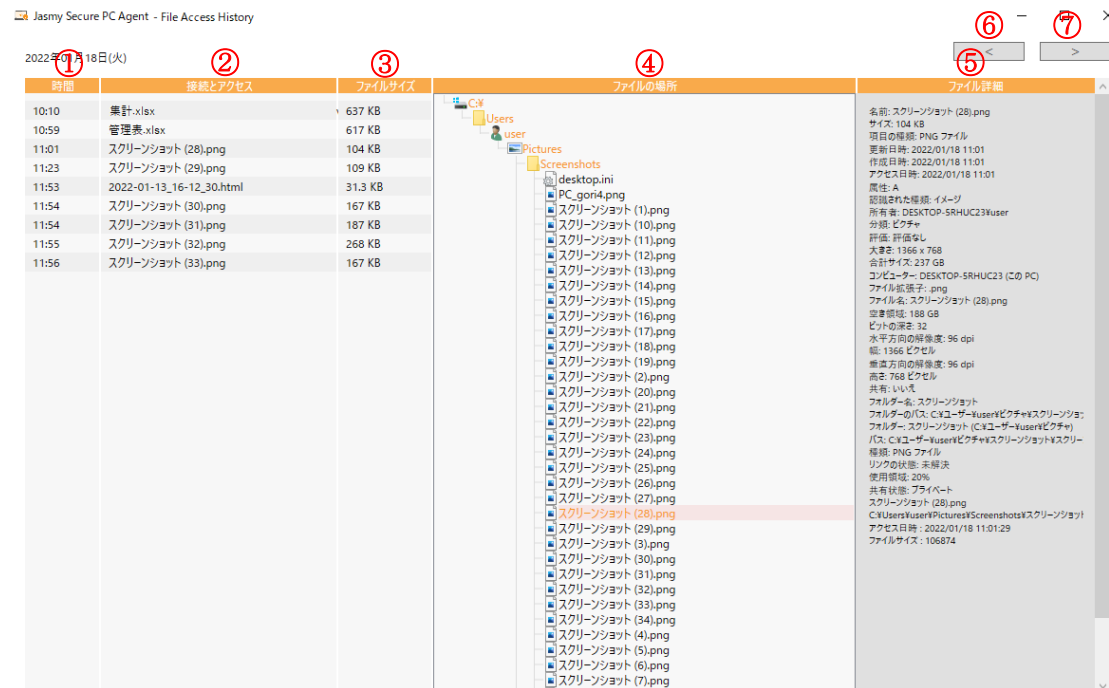 Jasmy Secure PC Agent - File Access History
⑥ ⑦
2022年01月18日(火)
< >
① ② ③ ④ ⑤
時間 接続とアクセス ファイルサイズ ファイルの場所 ファイル詳細
10:10 集計.xlsx 637 KB
10:59 管理表.xlsx 617 KB
11:01 スクリーンショット (28).png 104 KB
11:23 スクリーンショット (29).png 109 KB
11:53 2022-01-13_16-12_30.html 31.3 KB
11:54 スクリーンショット (30).png 167 KB
11:54 スクリーンショット (31).png 187 KB
11:55 スクリーンショット (32).png 268 KB
11:56 スクリーンショット (33).png 167 KB
C:¥
Users
user
Pictures
Screenshots
desktop.ini
PC_gori4.png
スクリーンショット (1).png
スクリーンショット (10).png
スクリーンショット (11).png
スクリーンショット (12).png
スクリーンショット (13).png
スクリーンショット (14).png
スクリーンショット (15).png
スクリーンショット (16).png
スクリーンショット (17).png
スクリーンショット (18).png
スクリーンショット (19).png
スクリーンショット (2).png
スクリーンショット (20).png
スクリーンショット (21).png
スクリーンショット (22).png
スクリーンショット (23).png
スクリーンショット (24).png
スクリーンショット (25).png
スクリーンショット (26).png
スクリーンショット (27).png
スクリーンショット (28).png
スクリーンショット (29).png
スクリーンショット (3).png
スクリーンショット (30).png
スクリーンショット (31).png
スクリーンショット (32).png
スクリーンショット (33).png
スクリーンショット (34).png
スクリーンショット (4).png
スクリーンショット (5).png
スクリーンショット (6).png
スクリーンショット (7).png
名前: スクリーンショット (28).png
サイズ: 104 KB
項目の種類: PNG ファイル
更新日時: 2022/01/18 11:01
作成日時: 2022/01/18 11:01
アクセス日時: 2022/01/18 11:01
属性: A
認識された種類: イメージ
所有者: DESKTOP-5RHUC23¥user
分類: ピクチャ
評価: 評価なし
大きさ: 1366 x 768
合計サイズ: 237 GB
コンピューター: DESKTOP-5RHUC23 (この PC)
ファイル拡張子: .png
ファイル名: スクリーンショット (28).png
空き領域: 188 GB
ビットの深さ: 32
水平方向の解像度: 96 dpi
幅: 1366 ピクセル
垂直方向の解像度: 96 dpi
高さ: 768 ピクセル
共有: いいえ
フォルダー名: スクリーンショット
フォルダーのパス: C:¥ユーザー¥user¥ピクチャ¥スクリーンショ
フォルダー: スクリーンショット (C:¥ユーザー¥user¥ピクチャ)
パス: C:¥ユーザー¥user¥ピクチャ¥スクリーンショット¥スクリー
種類: PNG ファイル
リンクの状態: 未解決
使用領域: 20%
共有状態: プライベート
スクリーンショット (28).png
C:¥Users¥user¥Pictures¥Screenshots¥スクリーンショット
アクセス日時 : 2022/01/18 11:01:29
ファイルサイズ : 106874